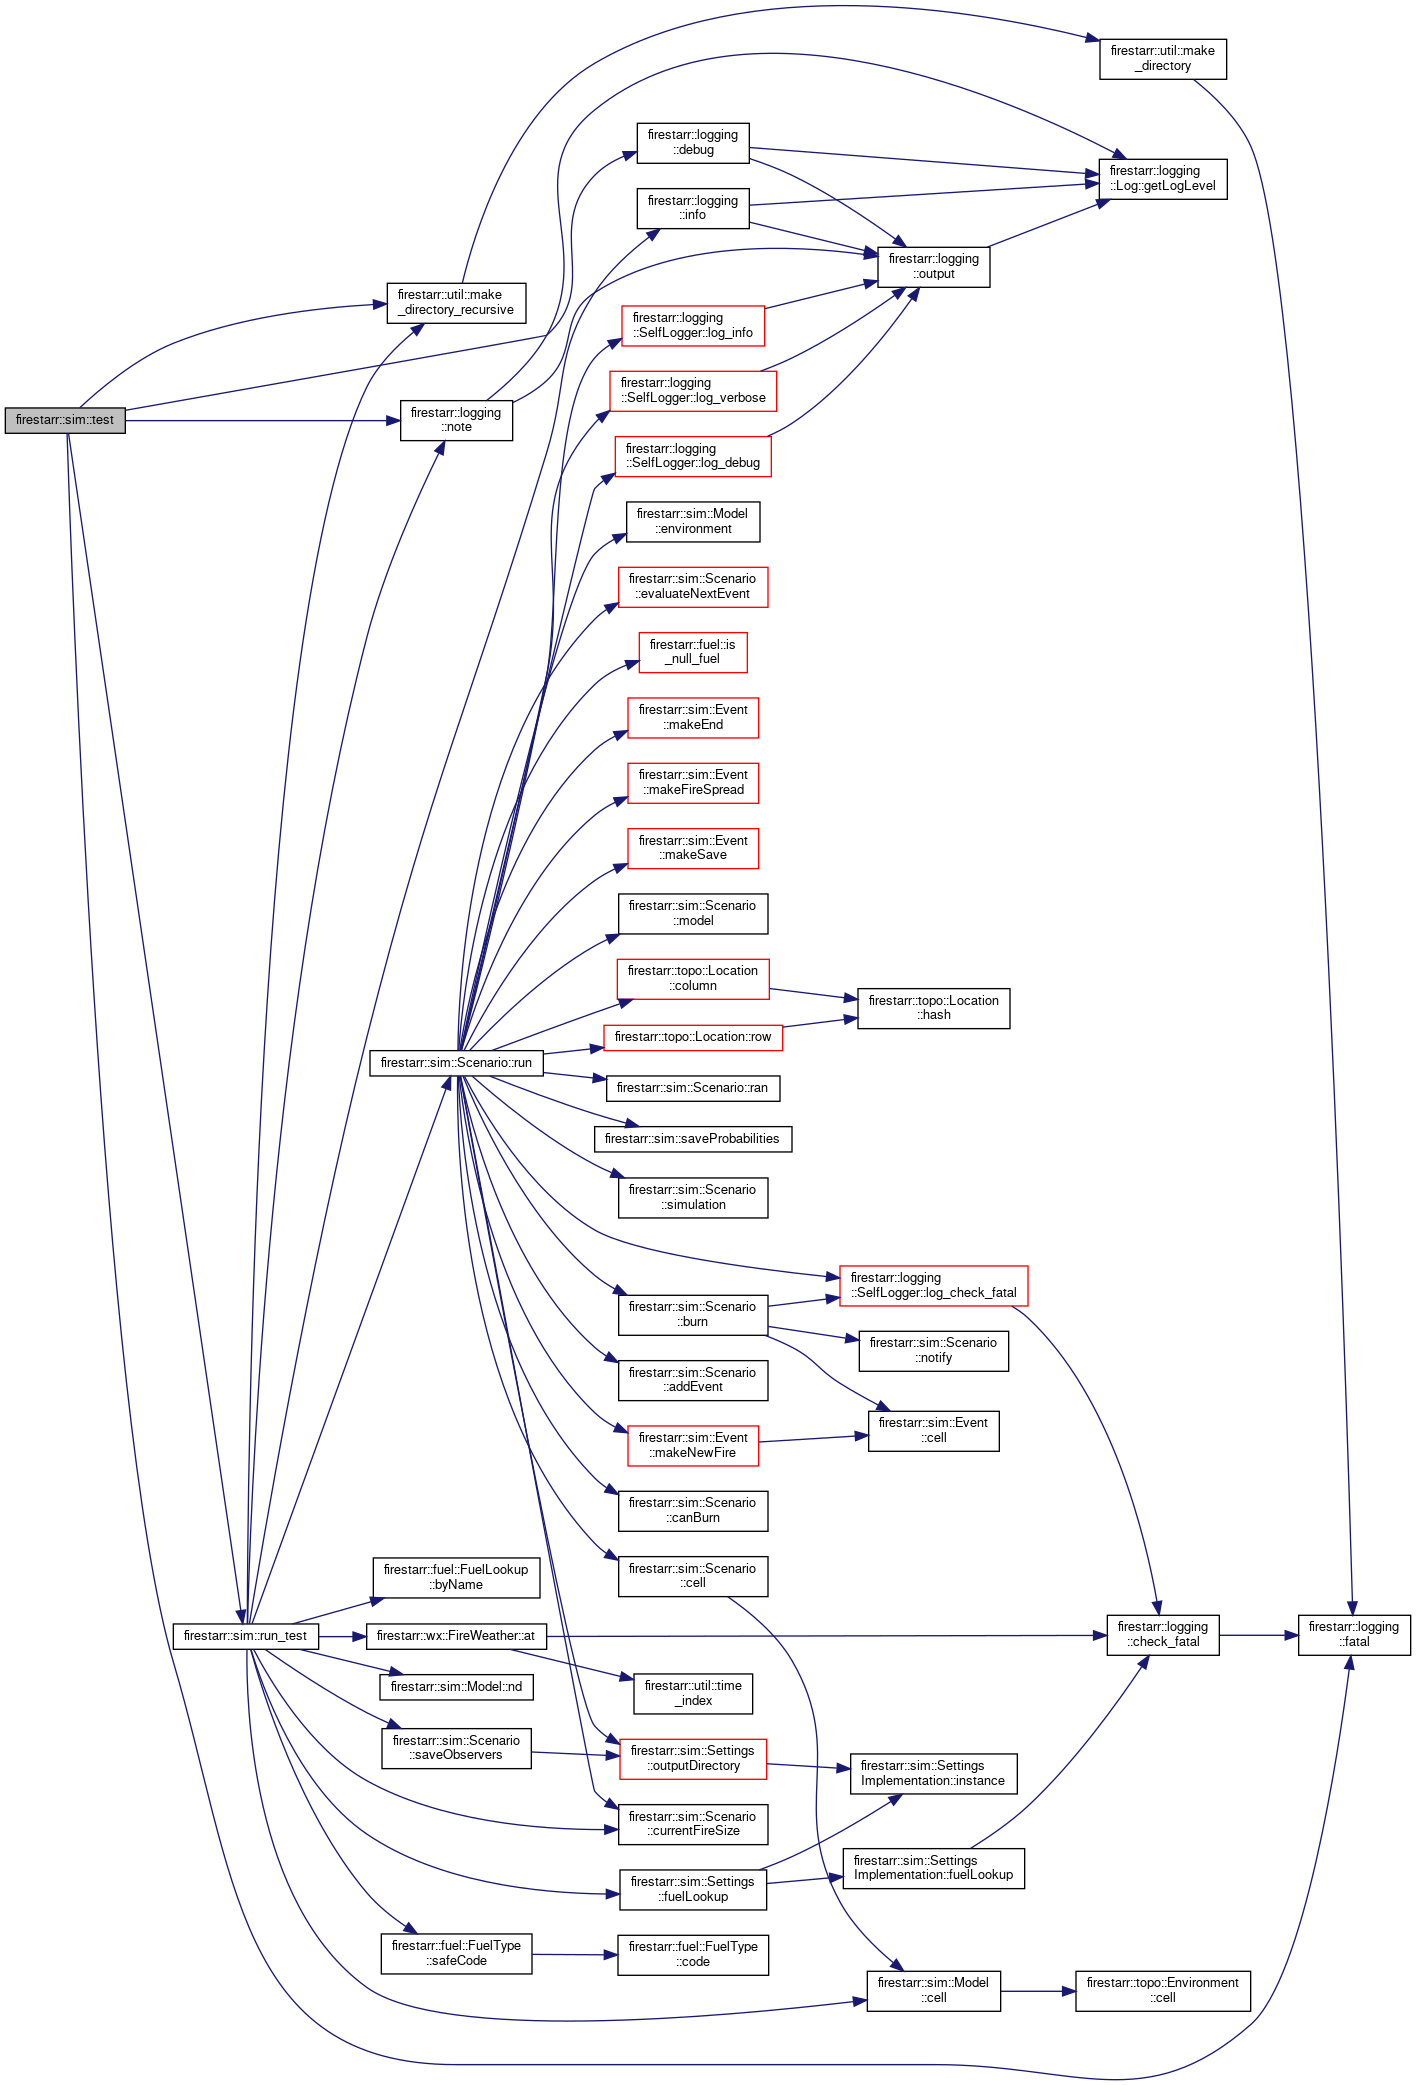 firestarr::util::make
_directory
firestarr::logging
::debug
firestarr::logging
::Log::getLogLevel
firestarr::logging
::info
firestarr::logging
::output
firestarr::util::make
_directory_recursive
firestarr::logging
::SelfLogger::log_info
firestarr::logging
::SelfLogger::log_verbose
firestarr::sim::test
firestarr::logging
::note
firestarr::logging
::SelfLogger::log_debug
firestarr::sim::Model
::environment
firestarr::sim::Scenario
::evaluateNextEvent
firestarr::fuel::is
_null_fuel
firestarr::sim::Event
::makeEnd
firestarr::sim::Event
::makeFireSpread
firestarr::sim::Event
::makeSave
firestarr::sim::Scenario
::model
firestarr::topo::Location
::column
firestarr::topo::Location
::hash
firestarr::topo::Location::row
firestarr::sim::Scenario::run
firestarr::sim::Scenario::ran
firestarr::sim::saveProbabilities
firestarr::sim::Scenario
::simulation
firestarr::logging
::SelfLogger::log_check_fatal
firestarr::sim::Scenario
::burn
firestarr::sim::Scenario
::notify
firestarr::sim::Scenario
::addEvent
firestarr::sim::Event
::cell
firestarr::sim::Event
::makeNewFire
firestarr::sim::Scenario
::canBurn
firestarr::sim::Scenario
::cell
firestarr::fuel::FuelLookup
::byName
firestarr::sim::run_test
firestarr::wx::FireWeather::at
firestarr::logging
::check_fatal
firestarr::logging
::fatal
firestarr::sim::Model::nd
firestarr::util::time
_index
firestarr::sim::Scenario
::saveObservers
firestarr::sim::Settings
::outputDirectory
firestarr::sim::Settings
Implementation::instance
firestarr::sim::Scenario
::currentFireSize
firestarr::sim::Settings
::fuelLookup
firestarr::sim::Settings
Implementation::fuelLookup
firestarr::fuel::FuelType
::safeCode
firestarr::fuel::FuelType
::code
firestarr::sim::Model
::cell
firestarr::topo::Environment
::cell